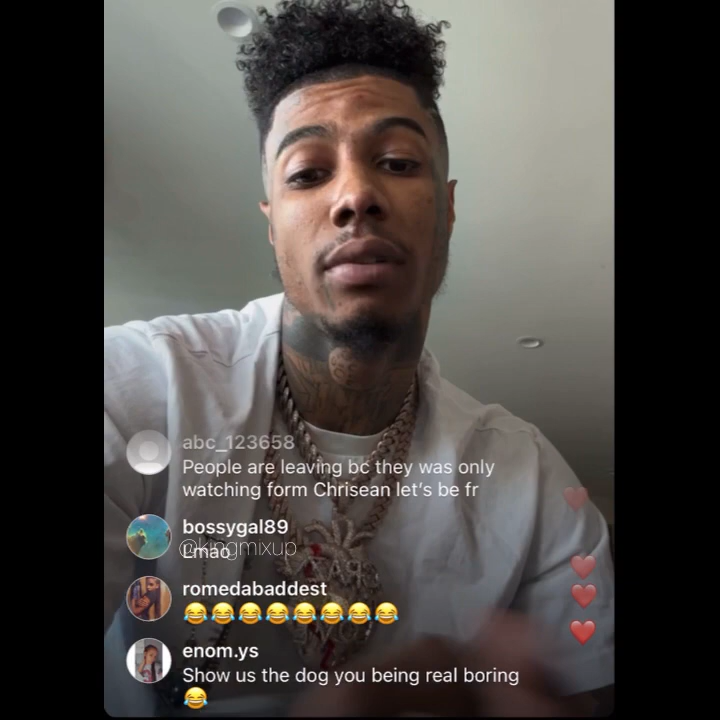 abc_123658
People are leaving bc they was only
watching form Chrisean let's be fr
bossygal89
Lmao
@kingmixup
romedabaddest
😂😂😂😂😂😂😂😂
enom.ys
Show us the dog you being real boring
😂